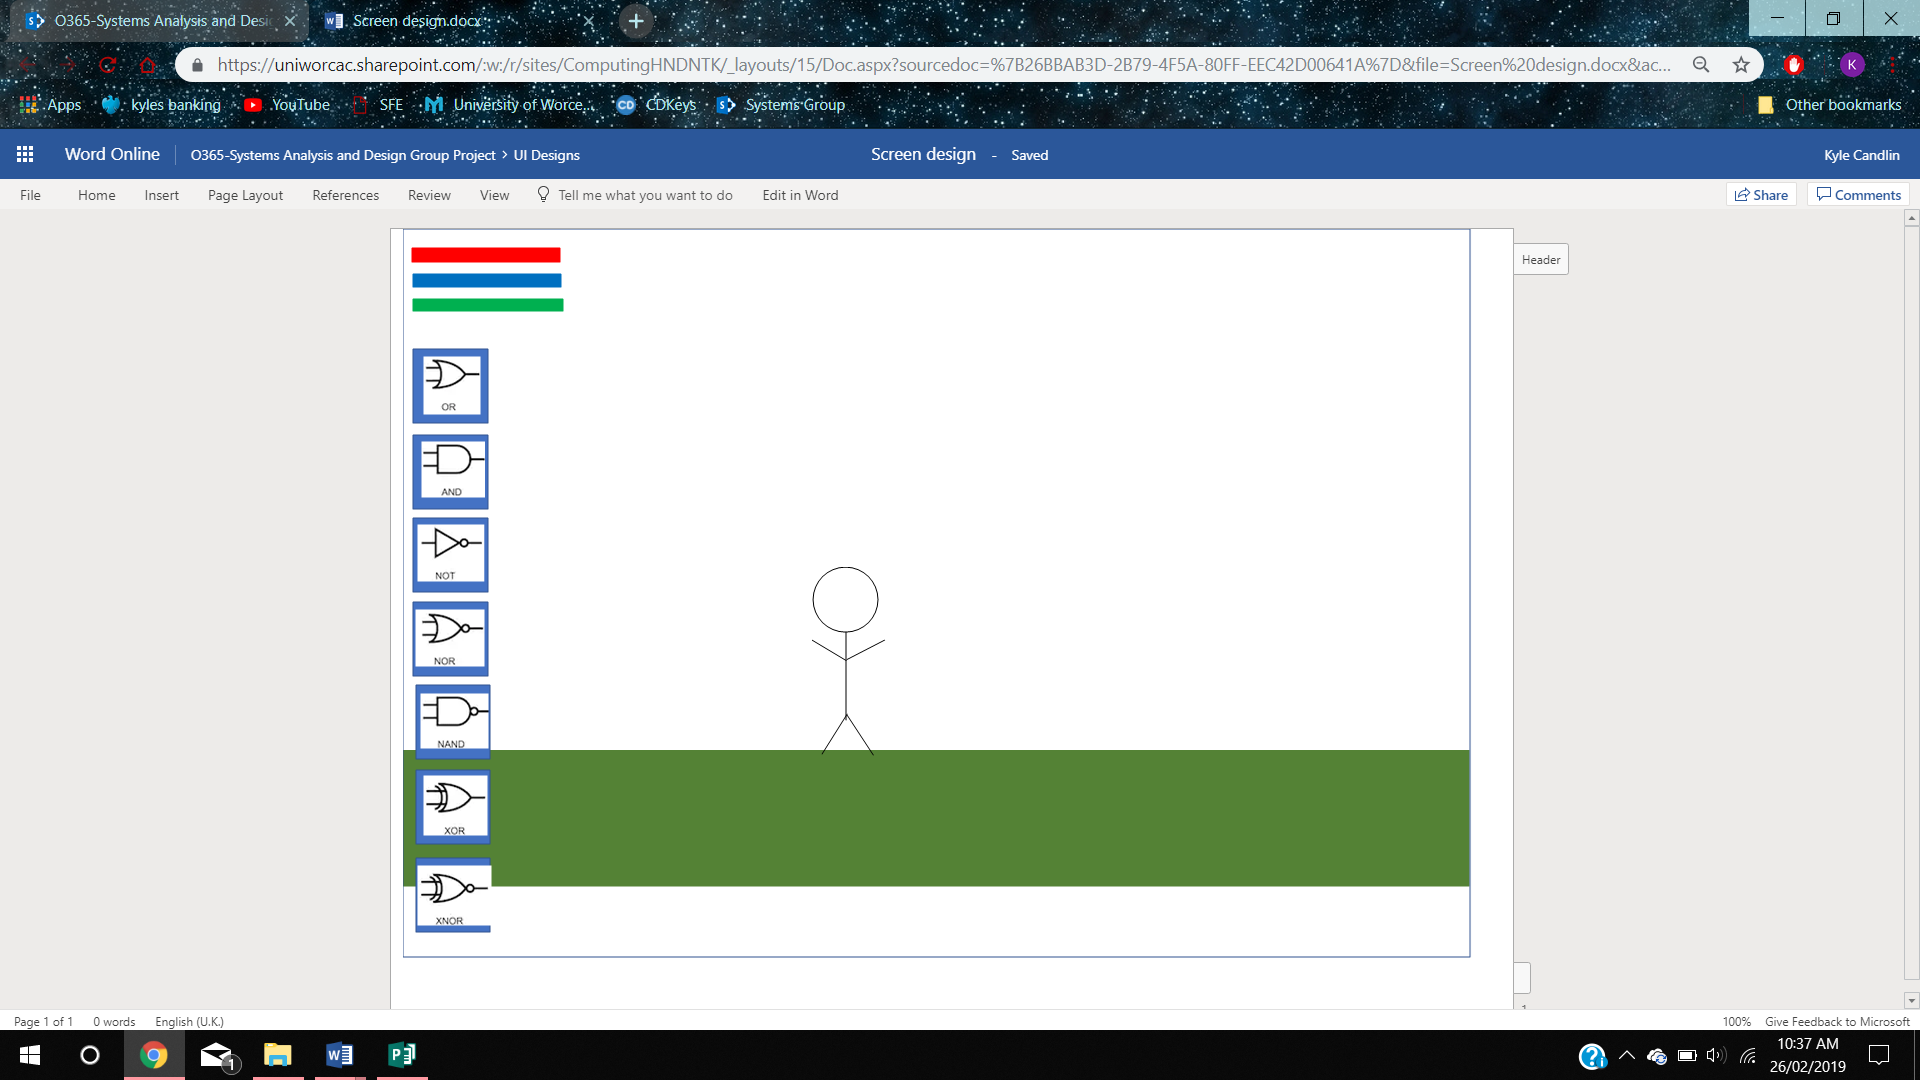 O365-Systems Analysis and Desi
Screen design.docx
https://uniworcac.sharepoint.com/:w:/r/sites/ComputingHNDNTK/_layouts/15/Doc.aspx?sourcedoc=%7B26BBAB3D-2B79-4F5A-80FF-EEC42D00641A%7D&file=Screen%20design.docx&ac...
K
Apps
kyles banking
YouTube
SFE
University of Worce...
CD
CDKeys
Systems Group
Other bookmarks
Word Online
O365-Systems Analysis and Design Group Project > UI Designs
Screen design - Saved
Kyle Candlin
File
Home
Insert
Page Layout
References
Review
View
Tell me what you want to do
Edit in Word
Share
Comments
Header
OR
AND
NOT
NOR
NAND
XOR
XNOR
Page 1 of 1
0 words
English (U.K.)
100%
Give Feedback to Microsoft
1
10:37 AM
26/02/2019